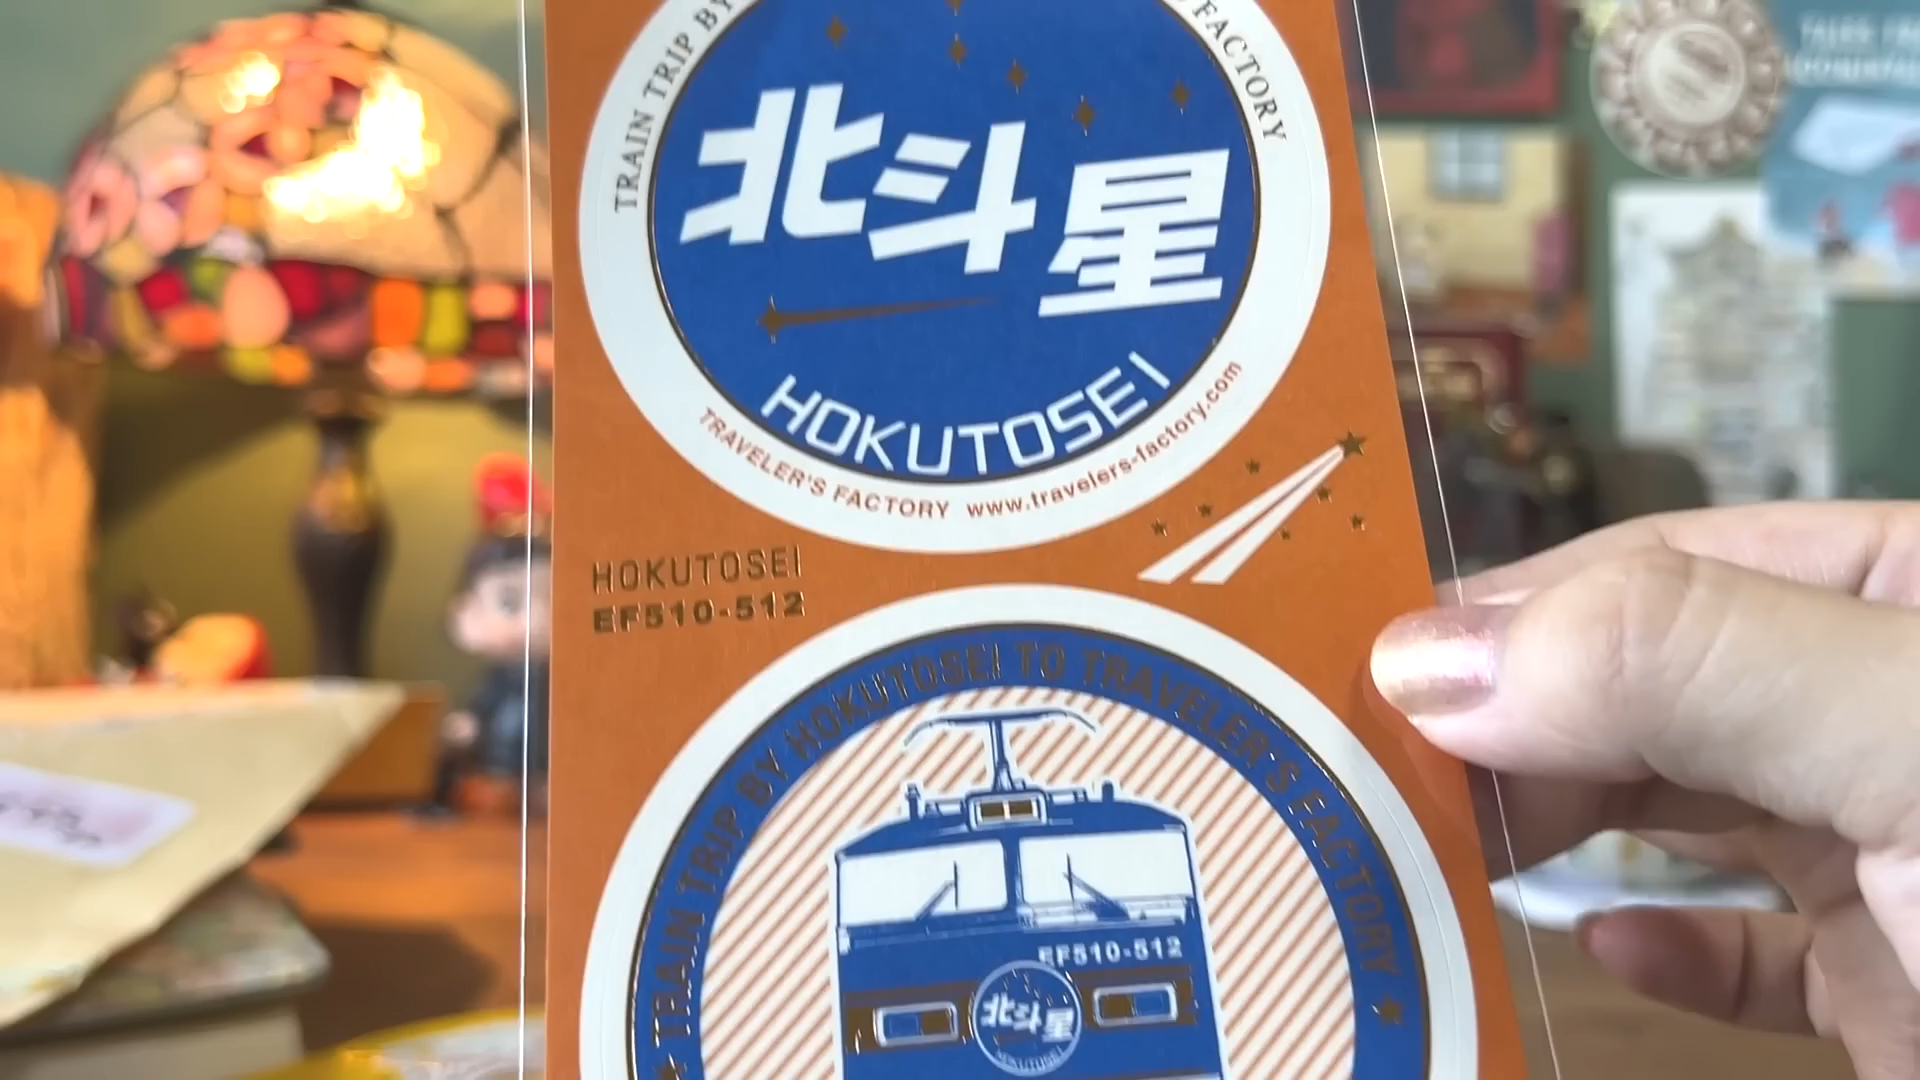 TRAIN TRIP BY
FACTORY
北斗星
HOKUTOSEI
TRAVELER'S FACTORY www.travelers-factory.com
HOKUTOSEI
EF510-512
★ TRAIN TRIP BY HOKUTOSEI TO TRAVELER'S FACTORY ★
EF510-512
北斗星
HOKUTOSEI